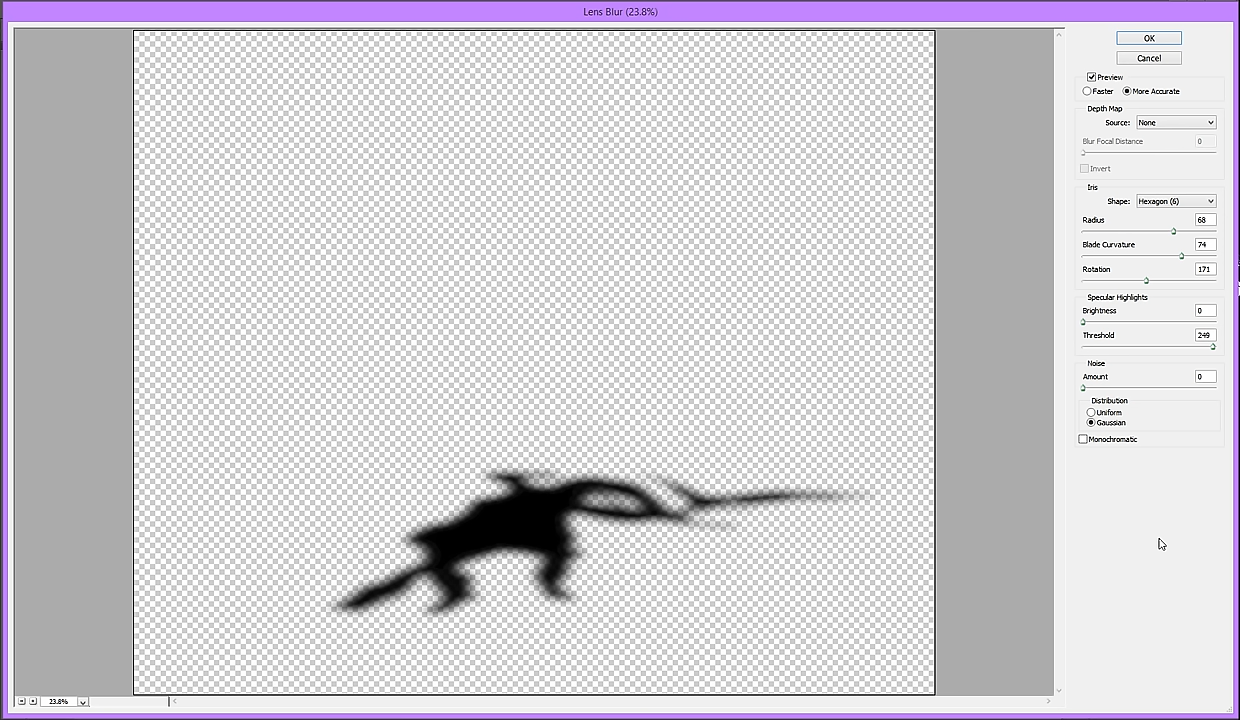 Lens Blur (23.8%)
OK
Cancel
Preview
Faster More Accurate
Depth Map
Source: None
Blur Focal Distance 0
Invert
Iris
Shape: Hexagon (6)
Radius 68
Blade Curvature 74
Rotation 171
Specular Highlights
Brightness 0
Threshold 249
Noise
Amount 0
Distribution
Uniform
Gaussian
Monochromatic
23.8%